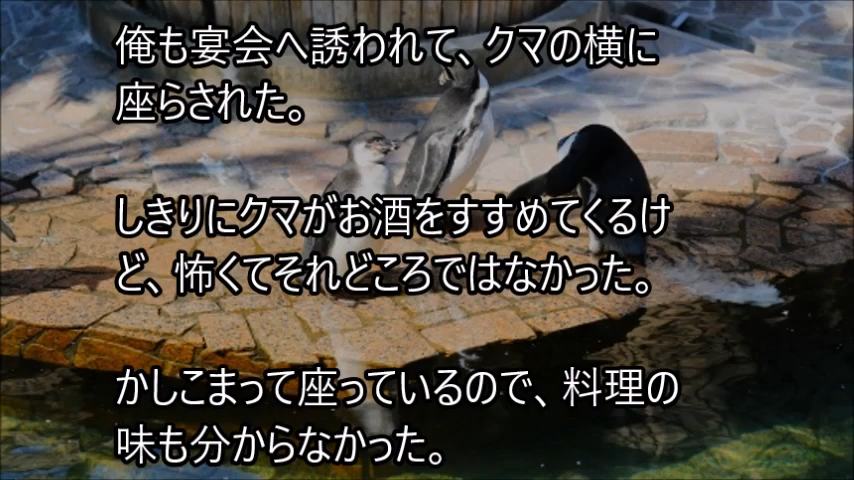 俺も宴会へ誘われて、クマの横に
座らされた。
しきりにクマがお酒をすすめてくるけ
ど、怖くてそれどころではなかった。
かしこまって座っているので、料理の
味も分からなかった。